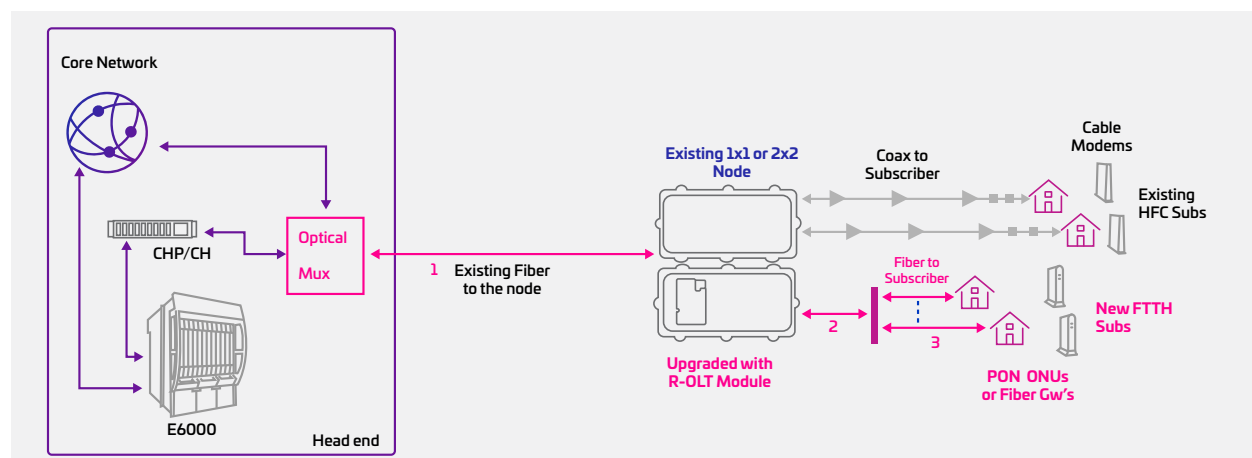 Core Network
CHP/CH
E6000
Head end
Optical
Mux
1
Existing Fiber
to the node
Existing 1x1 or 2x2
Node
Upgraded with
R-OLT Module
Coax to
Subscriber
Cable
Modems
Existing
HFC Subs
Fiber to
Subscriber
2
3
New FTTH
Subs
PON ONUs
or Fiber Gw's